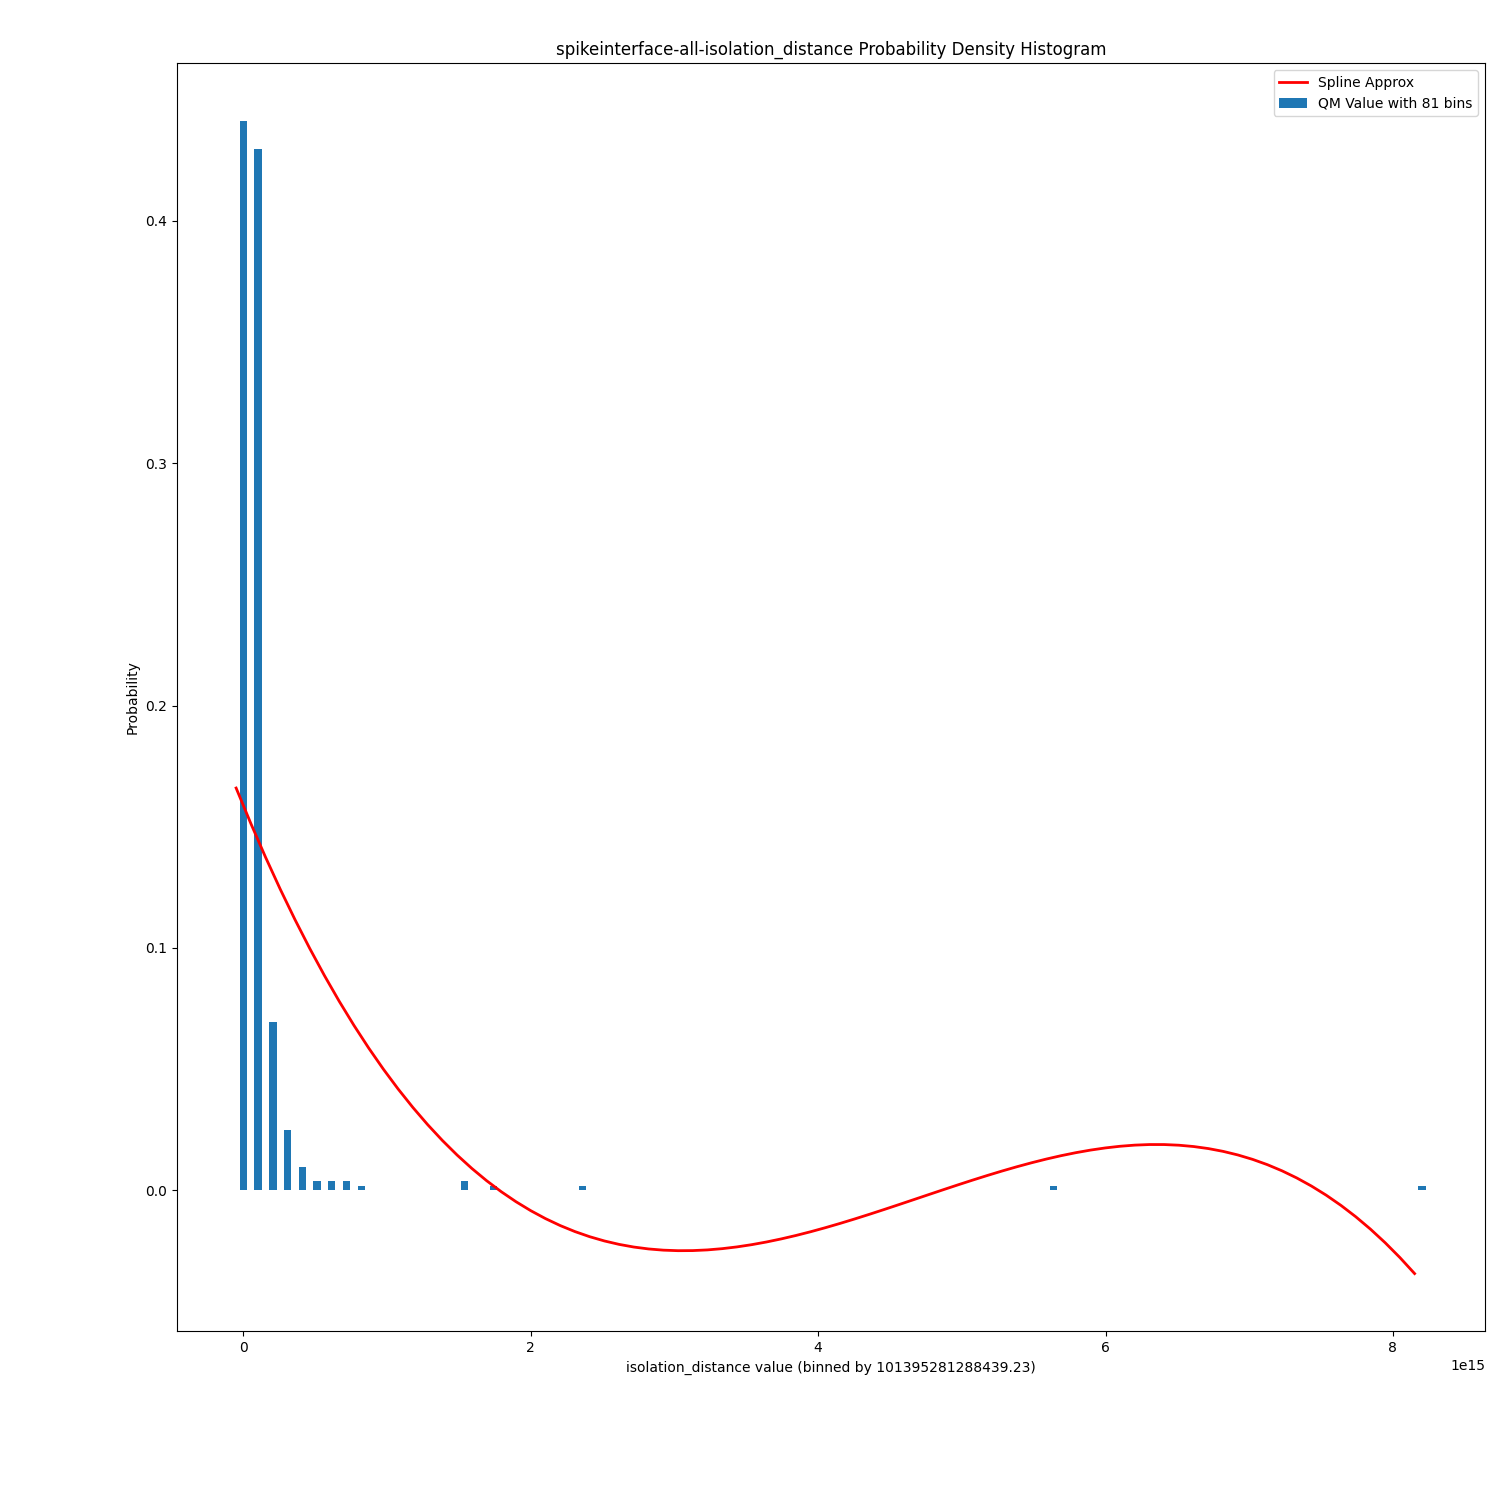 spikeinterface-all-isolation_distance Probability Density Histogram
Spline Approx
QM Value with 81 bins
0.4
0.3
0.2
0.1
0.0
Probability
0 2 4 6 8
1e15
isolation_distance value (binned by 101395281288439.23)